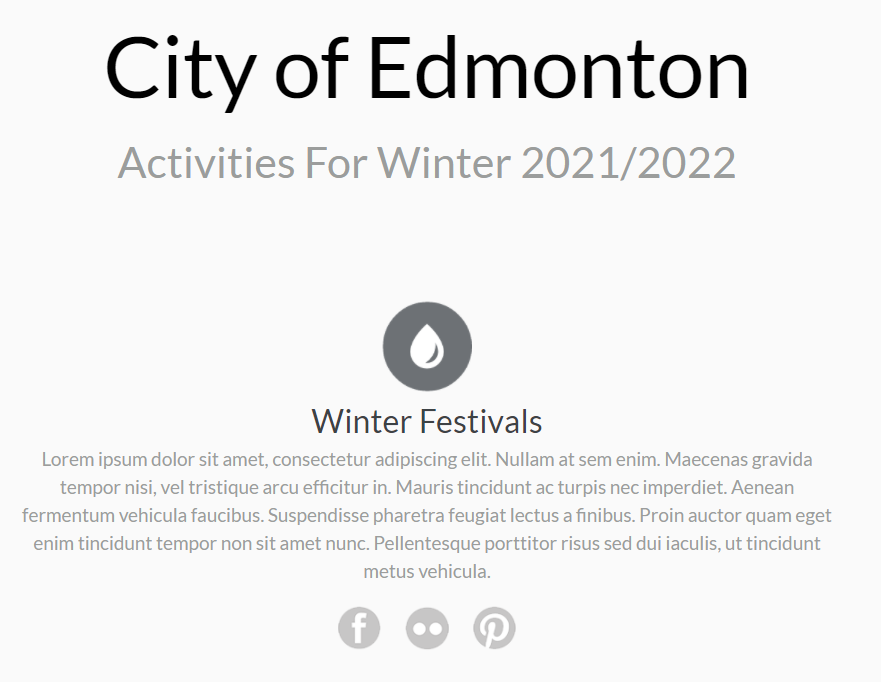 City of Edmonton
Activities For Winter 2021/2022
Winter Festivals
Lorem ipsum dolor sit amet, consectetur adipiscing elit. Nullam at sem enim. Maecenas gravida
tempor nisi, vel tristique arcu efficitur in. Mauris tincidunt ac turpis nec imperdiet. Aenean
fermentum vehicula faucibus. Suspendisse pharetra feugiat lectus a finibus. Proin auctor quam eget
enim tincidunt tempor non sit amet nunc. Pellentesque porttitor risus sed dui iaculis, ut tincidunt
metus vehicula.